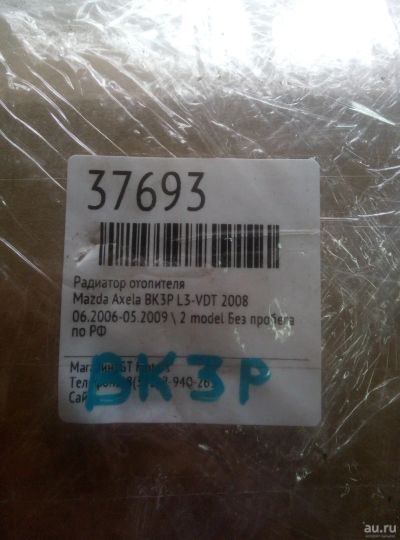 37693
Радиатор отопителя
Mazda Axela BK3P L3-VDT 2008
06.2006-05.2009 \ 2 model Без пробега
по РФ
BK3P
au.ru